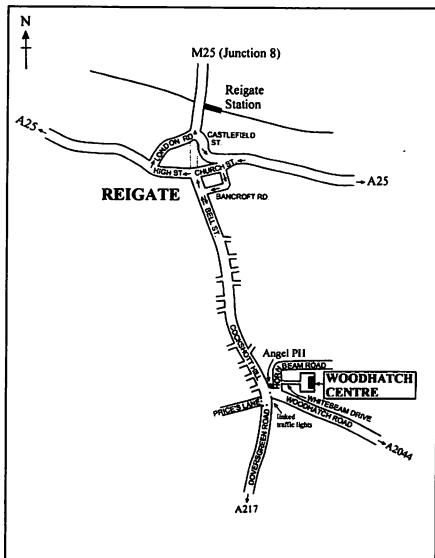 N
M25 (Junction 8)
Reigate
Station
A25
LONDON RD
CASTLEFIELD
ST.
HIGH ST.
CHURCH ST.
A25
REIGATE
BANCROFT RD.
BELL ST.
COCKSHOTT HILL
Angel PH
HORN
BEAM ROAD
WOODHATCH
CENTRE
WHITEBEAM DRIVE
PRICE'S LANE
WOODHATCH ROAD
linked
traffic lights
DOVERSGREEN ROAD
A2044
A217